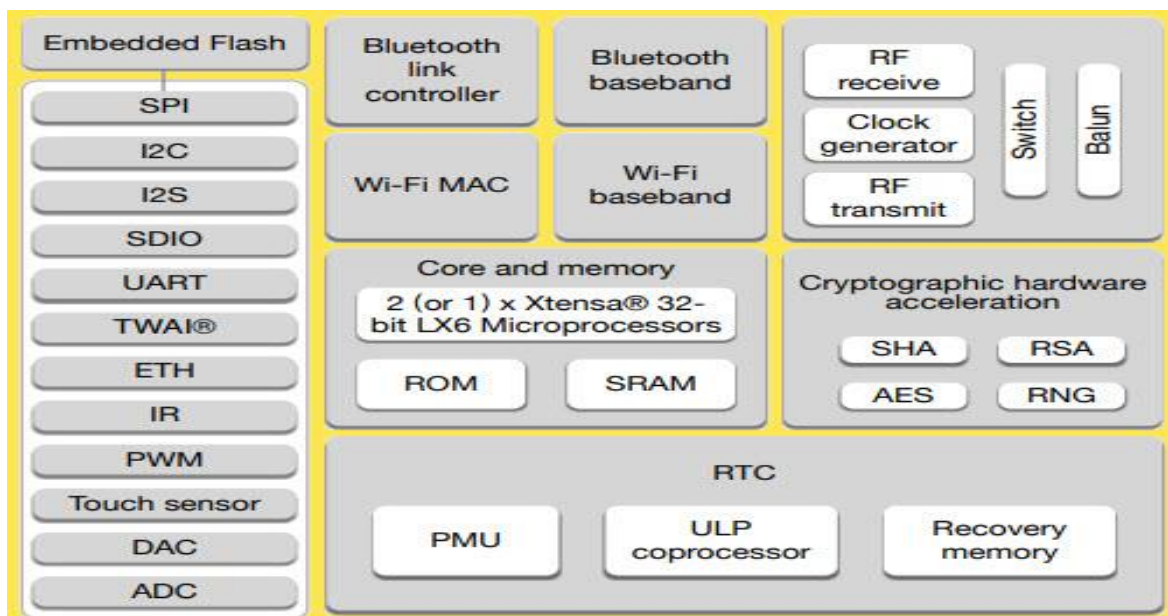 Embedded Flash
SPI
I2C
I2S
SDIO
UART
TWAI®
ETH
IR
PWM
Touch sensor
DAC
ADC
Bluetooth
link
controller
Bluetooth
baseband
Wi-Fi MAC
Wi-Fi
baseband
RF
receive
Clock
generator
RF
transmit
Switch
Balun
Core and memory
2 (or 1) x Xtensa® 32-
bit LX6 Microprocessors
ROM
SRAM
Cryptographic hardware
acceleration
SHA
RSA
AES
RNG
RTC
PMU
ULP
coprocessor
Recovery
memory